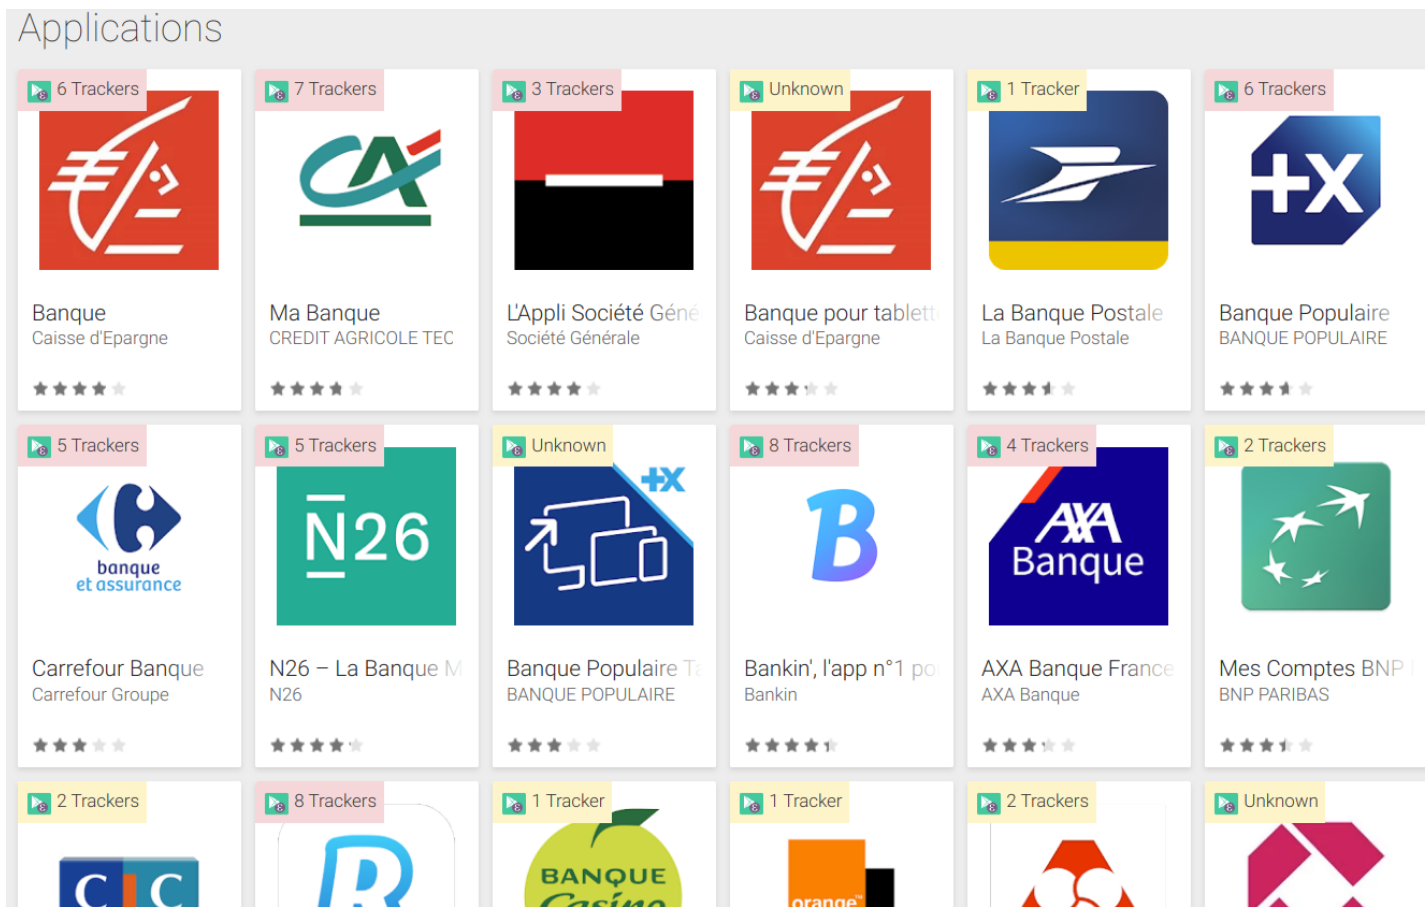 Applications
6 Trackers
7 Trackers
3 Trackers
Unknown
1 Tracker
6 Trackers
CA
+X
Banque
Caisse d'Epargne
Ma Banque
CREDIT AGRICOLE TEC
L'Appli Société Géné
Société Générale
Banque pour tablett
Caisse d'Epargne
La Banque Postale
La Banque Postale
Banque Populaire
BANQUE POPULAIRE
5 Trackers
5 Trackers
Unknown
8 Trackers
4 Trackers
2 Trackers
banque
et assurance
N26
+X
B
AXA
Banque
Carrefour Banque
Carrefour Groupe
N26 – La Banque M
N26
Banque Populaire Ta
BANQUE POPULAIRE
Bankin', l'app n°1 po
Bankin
AXA Banque France
AXA Banque
Mes Comptes BNP
BNP PARIBAS
2 Trackers
8 Trackers
1 Tracker
1 Tracker
2 Trackers
Unknown
CIC
R
BANQUE
Casino
orange™